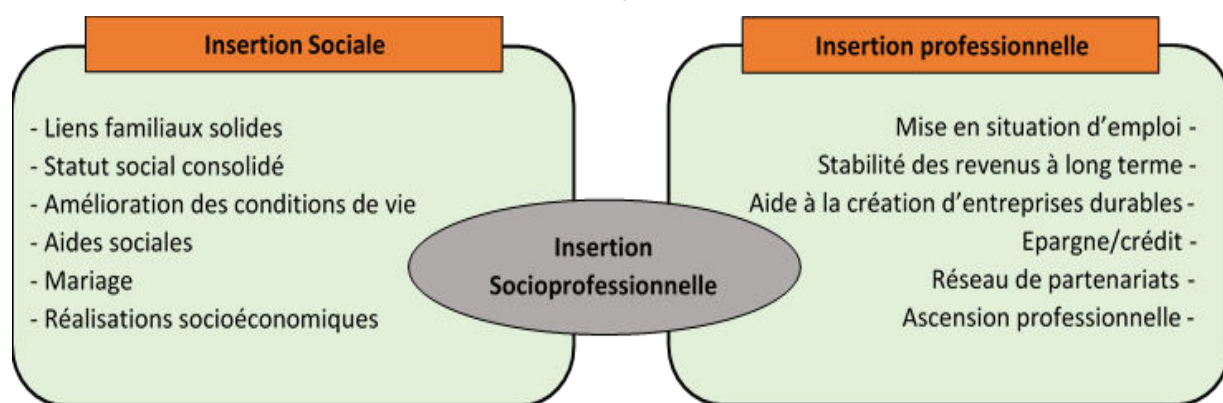 Insertion Sociale
- Liens familiaux solides
- Statut social consolidé
- Amélioration des conditions de vie
- Aides sociales
- Mariage
- Réalisations socioéconomiques
Insertion
Socioprofessionnelle
Insertion professionnelle
Mise en situation d’emploi -
Stabilité des revenus à long terme -
Aide à la création d’entreprises durables -
Epargne/crédit -
Réseau de partenariats -
Ascension professionnelle -